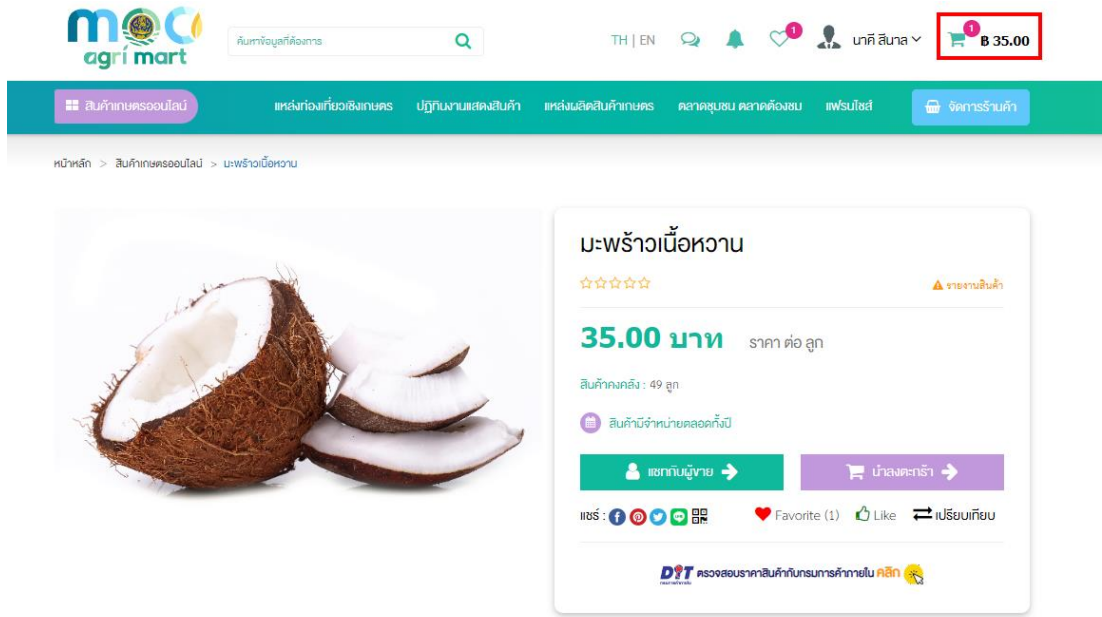 moc
agri mart
ค้นหาข้อมูลที่ต้องการ
TH | EN
1
นาคี สีนาล
1
฿ 35.00
สินค้าเกษตรออนไลน์
แหล่งท่องเที่ยวเชิงเกษตร
ปฏิทินงานแสดงสินค้า
แหล่งผลิตสินค้าเกษตร
ตลาดชุมชน ตลาดต้องชม
แฟรนไชส์
จัดการร้านค้า
หน้าหลัก > สินค้าเกษตรออนไลน์ > มะพร้าวเนื้อหวาน
มะพร้าวเนื้อหวาน
รายงานสินค้า
35.00 บาท ราคา ต่อ ลูก
สินค้าคงคลัง : 49 ลูก
สินค้ามีจำหน่ายตลอดทั้งปี
แชทกับผู้ขาย
นำลงตะกร้า
แชร์ :
Favorite (1)
Like
เปรียบเทียบ
DIT ตรวจสอบราคาสินค้ากับกรมการค้าภายใน คลิก